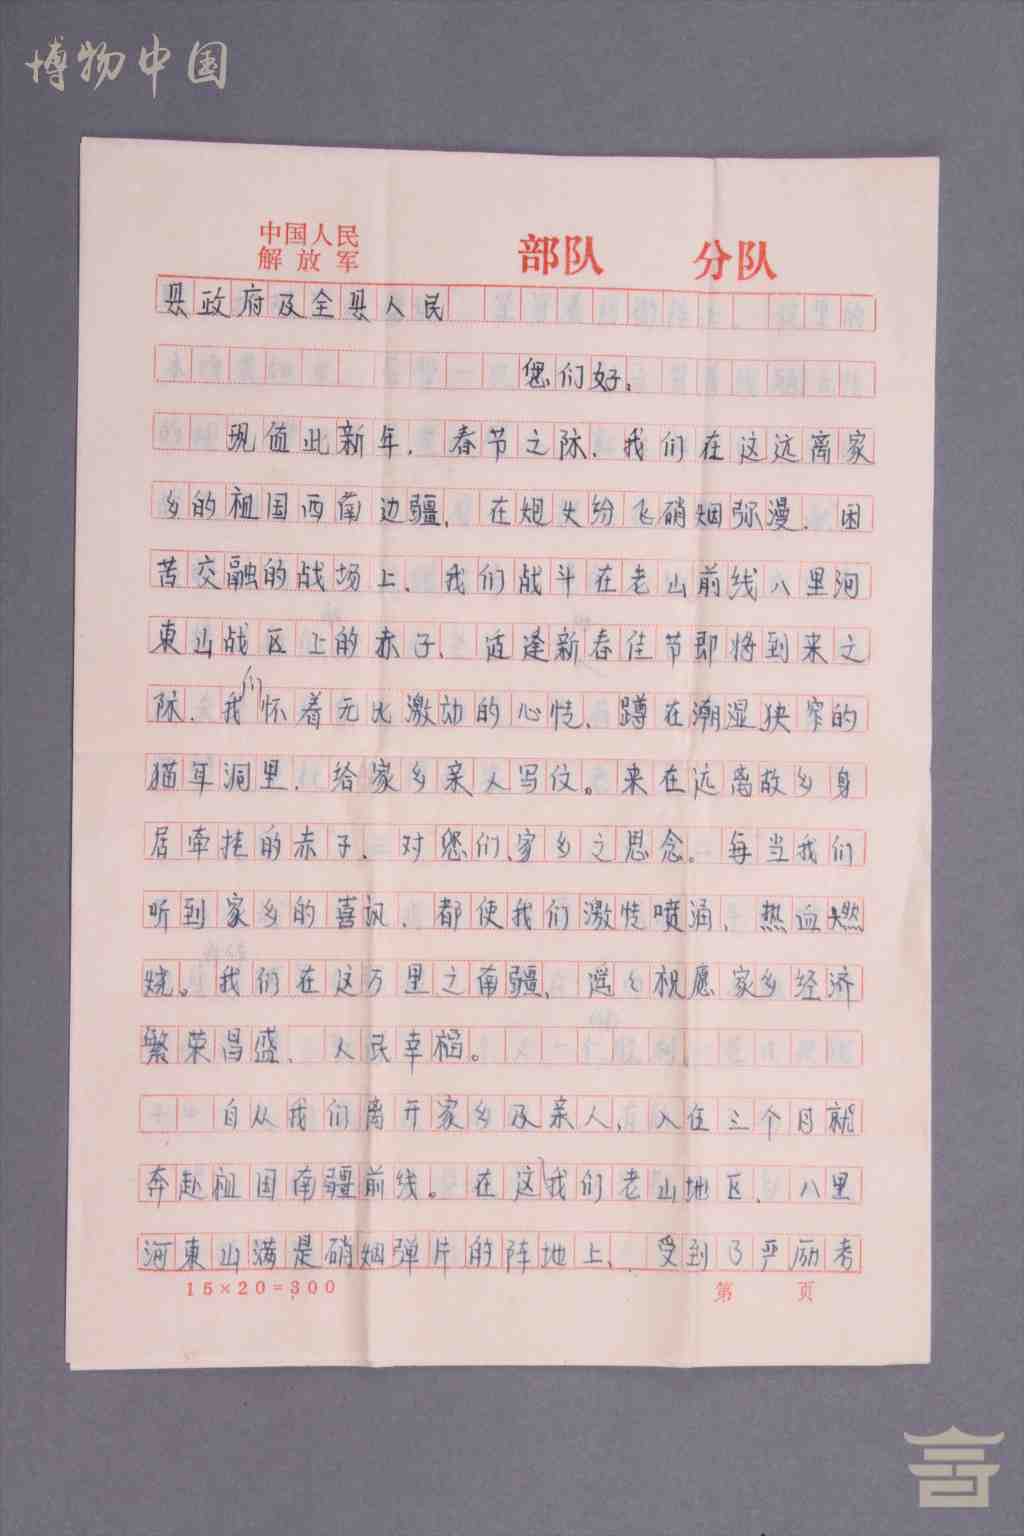 博物中国
中国人民
解放军 部队 分队
县政府及全县人民
您们好。
现值此新年、春节之际、我们在这远离家
乡的祖国西南边疆、在炮火纷飞硝烟弥漫、困
苦交融的战场上、我们战斗在老山前线八里河
東山战区上的赤子、适逢新春佳节即将到来之
际、我们怀着无比激动的心情、蹲在潮湿狭窄的
猫耳洞里、给家乡亲人写仪。来在远离故乡身
居牵挂的赤子、对您们、家乡之思念。每当我们
听到家乡的喜讯、都使我们激情喷涌、热血燃
烧。我们在这万里之南疆、遥之祝愿家乡经济
繁荣昌盛、人民幸福。
自从我们离开家乡及亲人,入伍三个月就
奔赴祖国南疆前线。在这我们老山地区、八里
河東山满是硝烟弹片的阵地上、受到了严励考
15×20=300 第 页